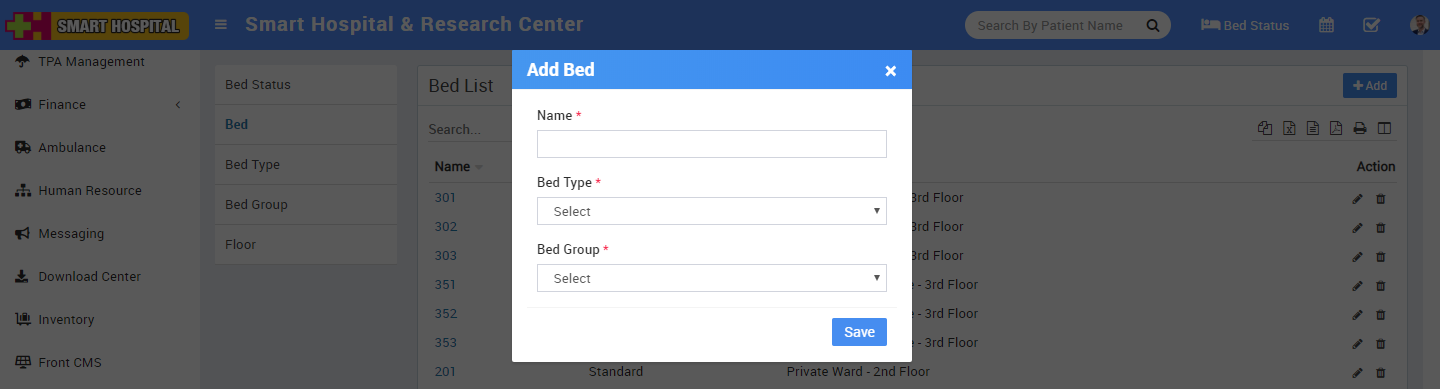 SMART HOSPITAL
Smart Hospital & Research Center
Search By Patient Name
Bed Status
TPA Management
Finance
Ambulance
Human Resource
Messaging
Download Center
Inventory
Front CMS
Bed Status
Bed
Bed Type
Bed Group
Floor
Bed List
Add
Search...
Name
Action
301 3rd Floor
302 3rd Floor
303 3rd Floor
351 - 3rd Floor
352 - 3rd Floor
353 - 3rd Floor
201 Standard Private Ward - 2nd Floor
Add Bed ×
Name *
Bed Type *
Select
Bed Group *
Select
Save